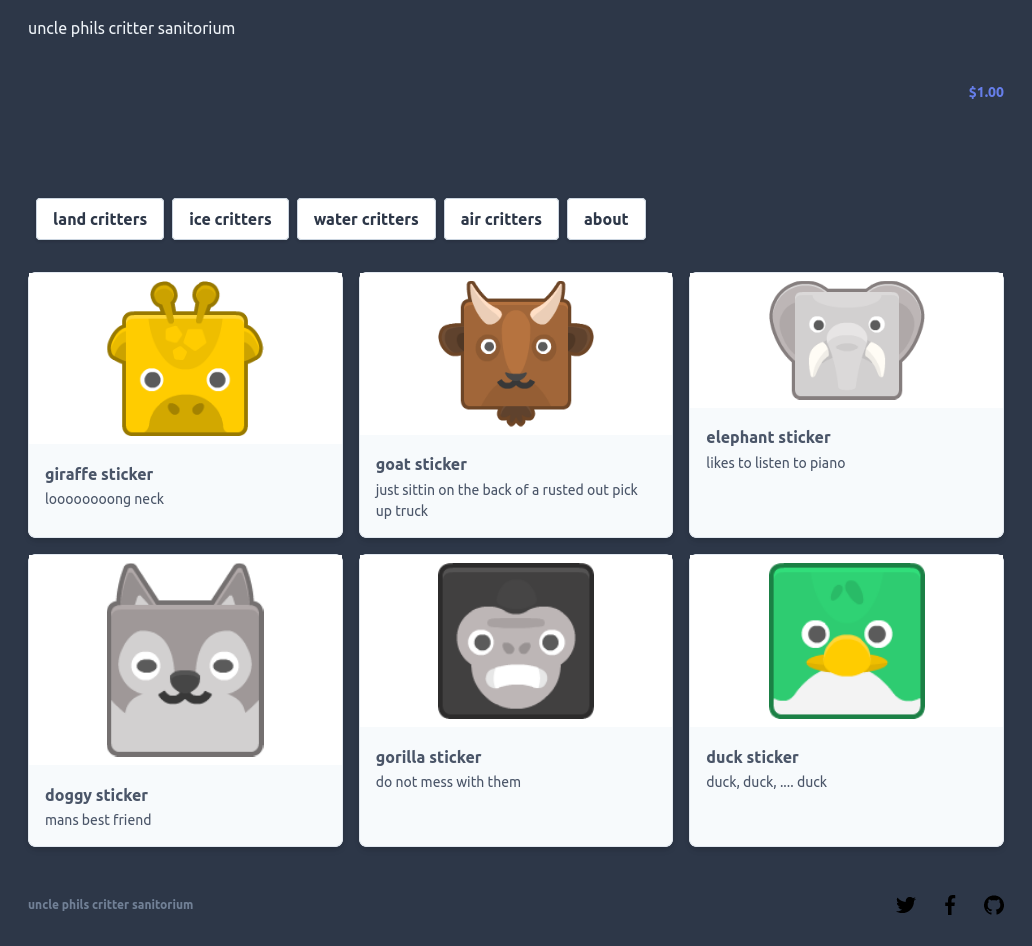 uncle phils critter sanitorium
$1.00
land critters
ice critters
water critters
air critters
about
giraffe sticker
loooooooong neck
goat sticker
just sittin on the back of a rusted out pick
up truck
elephant sticker
likes to listen to piano
doggy sticker
mans best friend
gorilla sticker
do not mess with them
duck sticker
duck, duck, .... duck
uncle phils critter sanitorium